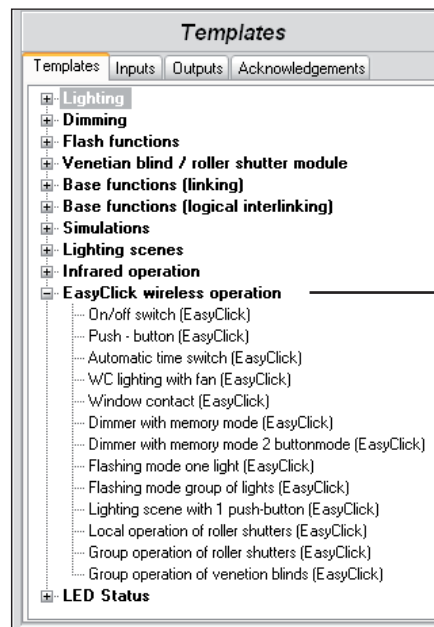 Templates
Templates Inputs Outputs Acknowledgements
Lighting
Dimming
Flash functions
Venetian blind / roller shutter module
Base functions (linking)
Base functions (logical interlinking)
Simulations
Lighting scenes
Infrared operation
EasyClick wireless operation
On/off switch (EasyClick)
Push - button (EasyClick)
Automatic time switch (EasyClick)
WC lighting with fan (EasyClick)
Window contact (EasyClick)
Dimmer with memory mode (EasyClick)
Dimmer with memory mode 2 buttonmode (EasyClick)
Flashing mode one light (EasyClick)
Flashing mode group of lights (EasyClick)
Lighting scene with 1 push-button (EasyClick)
Local operation of roller shutters (EasyClick)
Group operation of roller shutters (EasyClick)
Group operation of venetion blinds (EasyClick)
LED Status